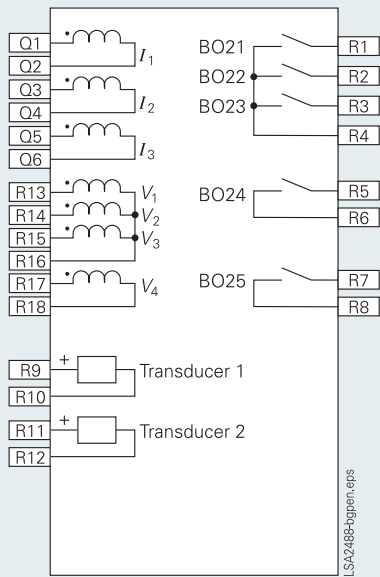 Q1
Q2
I1
Q3
Q4
I2
Q5
Q6
I3
R13
V1
R14
V2
R15
V3
R16
R17
V4
R18
R9
+
Transducer 1
R10
R11
+
Transducer 2
R12
BO21
R1
BO22
R2
BO23
R3
R4
BO24
R5
R6
BO25
R7
R8
LSA2488-bgpen.eps